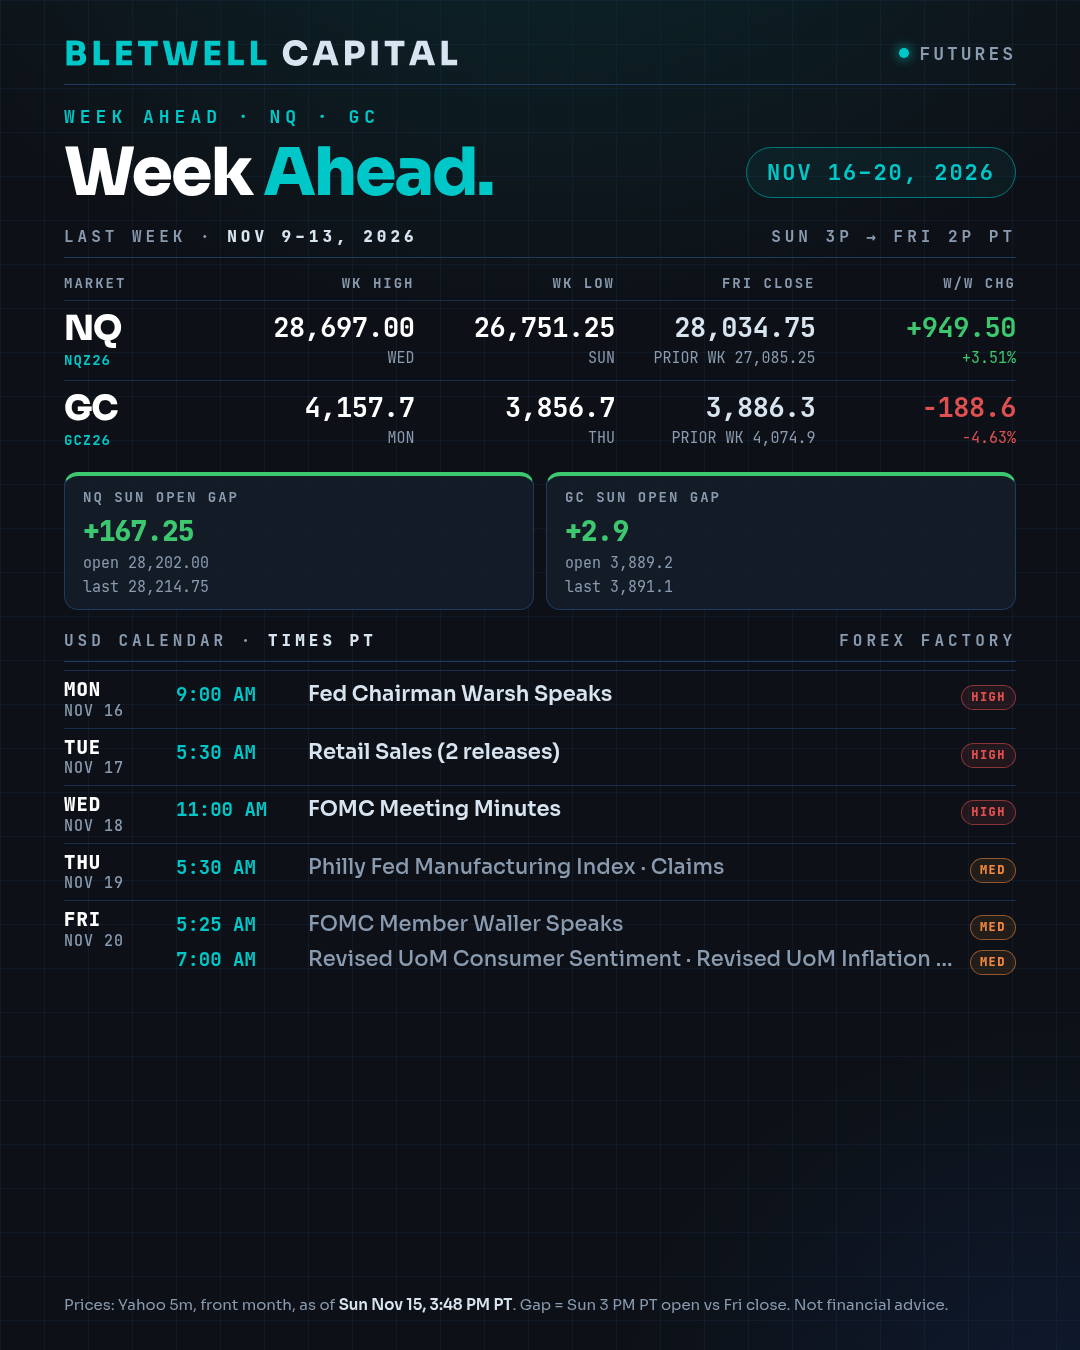 BLETWELL CAPITAL
FUTURES
WEEK AHEAD · NQ · GC
Week Ahead.
NOV 16–20, 2026
LAST WEEK · NOV 9–13, 2026
SUN 3P → FRI 2P PT
MARKET WK HIGH WK LOW FRI CLOSE W/W CHG
NQ 28,697.00 26,751.25 28,034.75 +949.50
NQZ26 WED SUN PRIOR WK 27,085.25 +3.51%
GC 4,157.7 3,856.7 3,886.3 -188.6
GCZ26 MON THU PRIOR WK 4,074.9 -4.63%
NQ SUN OPEN GAP
+167.25
open 28,202.00
last 28,214.75
GC SUN OPEN GAP
+2.9
open 3,889.2
last 3,891.1
USD CALENDAR · TIMES PT
FOREX FACTORY
MON 9:00 AM Fed Chairman Warsh Speaks HIGH
NOV 16
TUE 5:30 AM Retail Sales (2 releases) HIGH
NOV 17
WED 11:00 AM FOMC Meeting Minutes HIGH
NOV 18
THU 5:30 AM Philly Fed Manufacturing Index · Claims MED
NOV 19
FRI 5:25 AM FOMC Member Waller Speaks MED
NOV 20
7:00 AM Revised UoM Consumer Sentiment · Revised UoM Inflation ... MED
Prices: Yahoo 5m, front month, as of Sun Nov 15, 3:48 PM PT. Gap = Sun 3 PM PT open vs Fri close. Not financial advice.